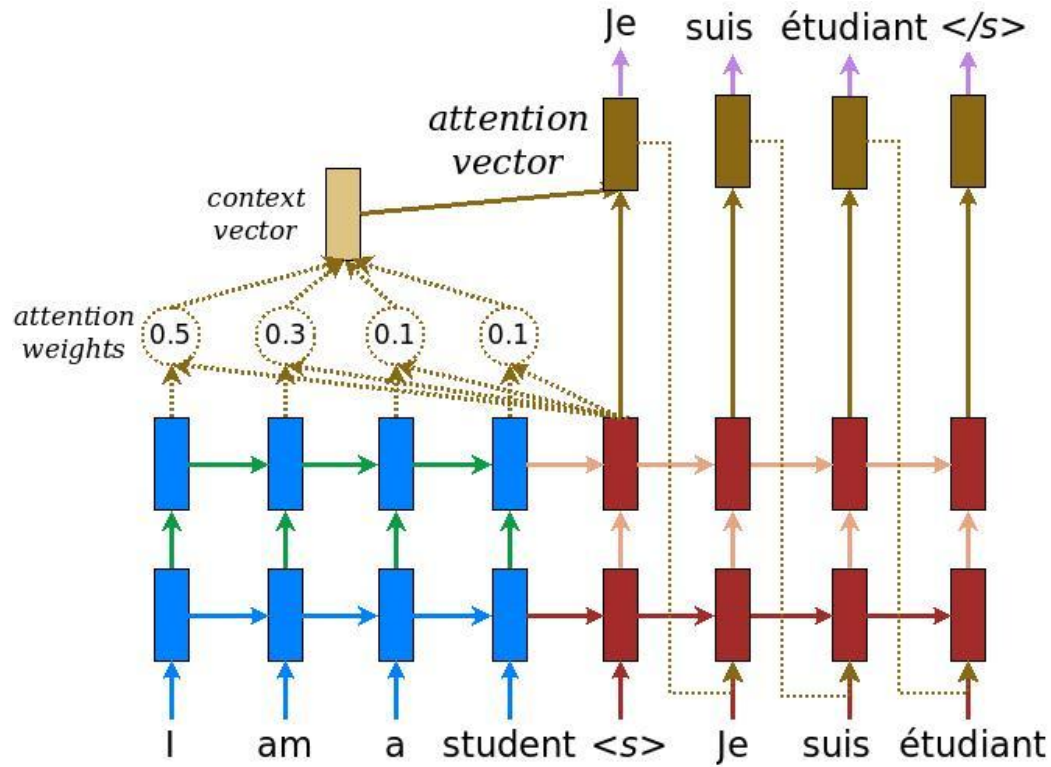 Je suis étudiant </s>
attention
vector
context
vector
attention
weights
0.5 0.3 0.1 0.1
I am a student <s> Je suis étudiant